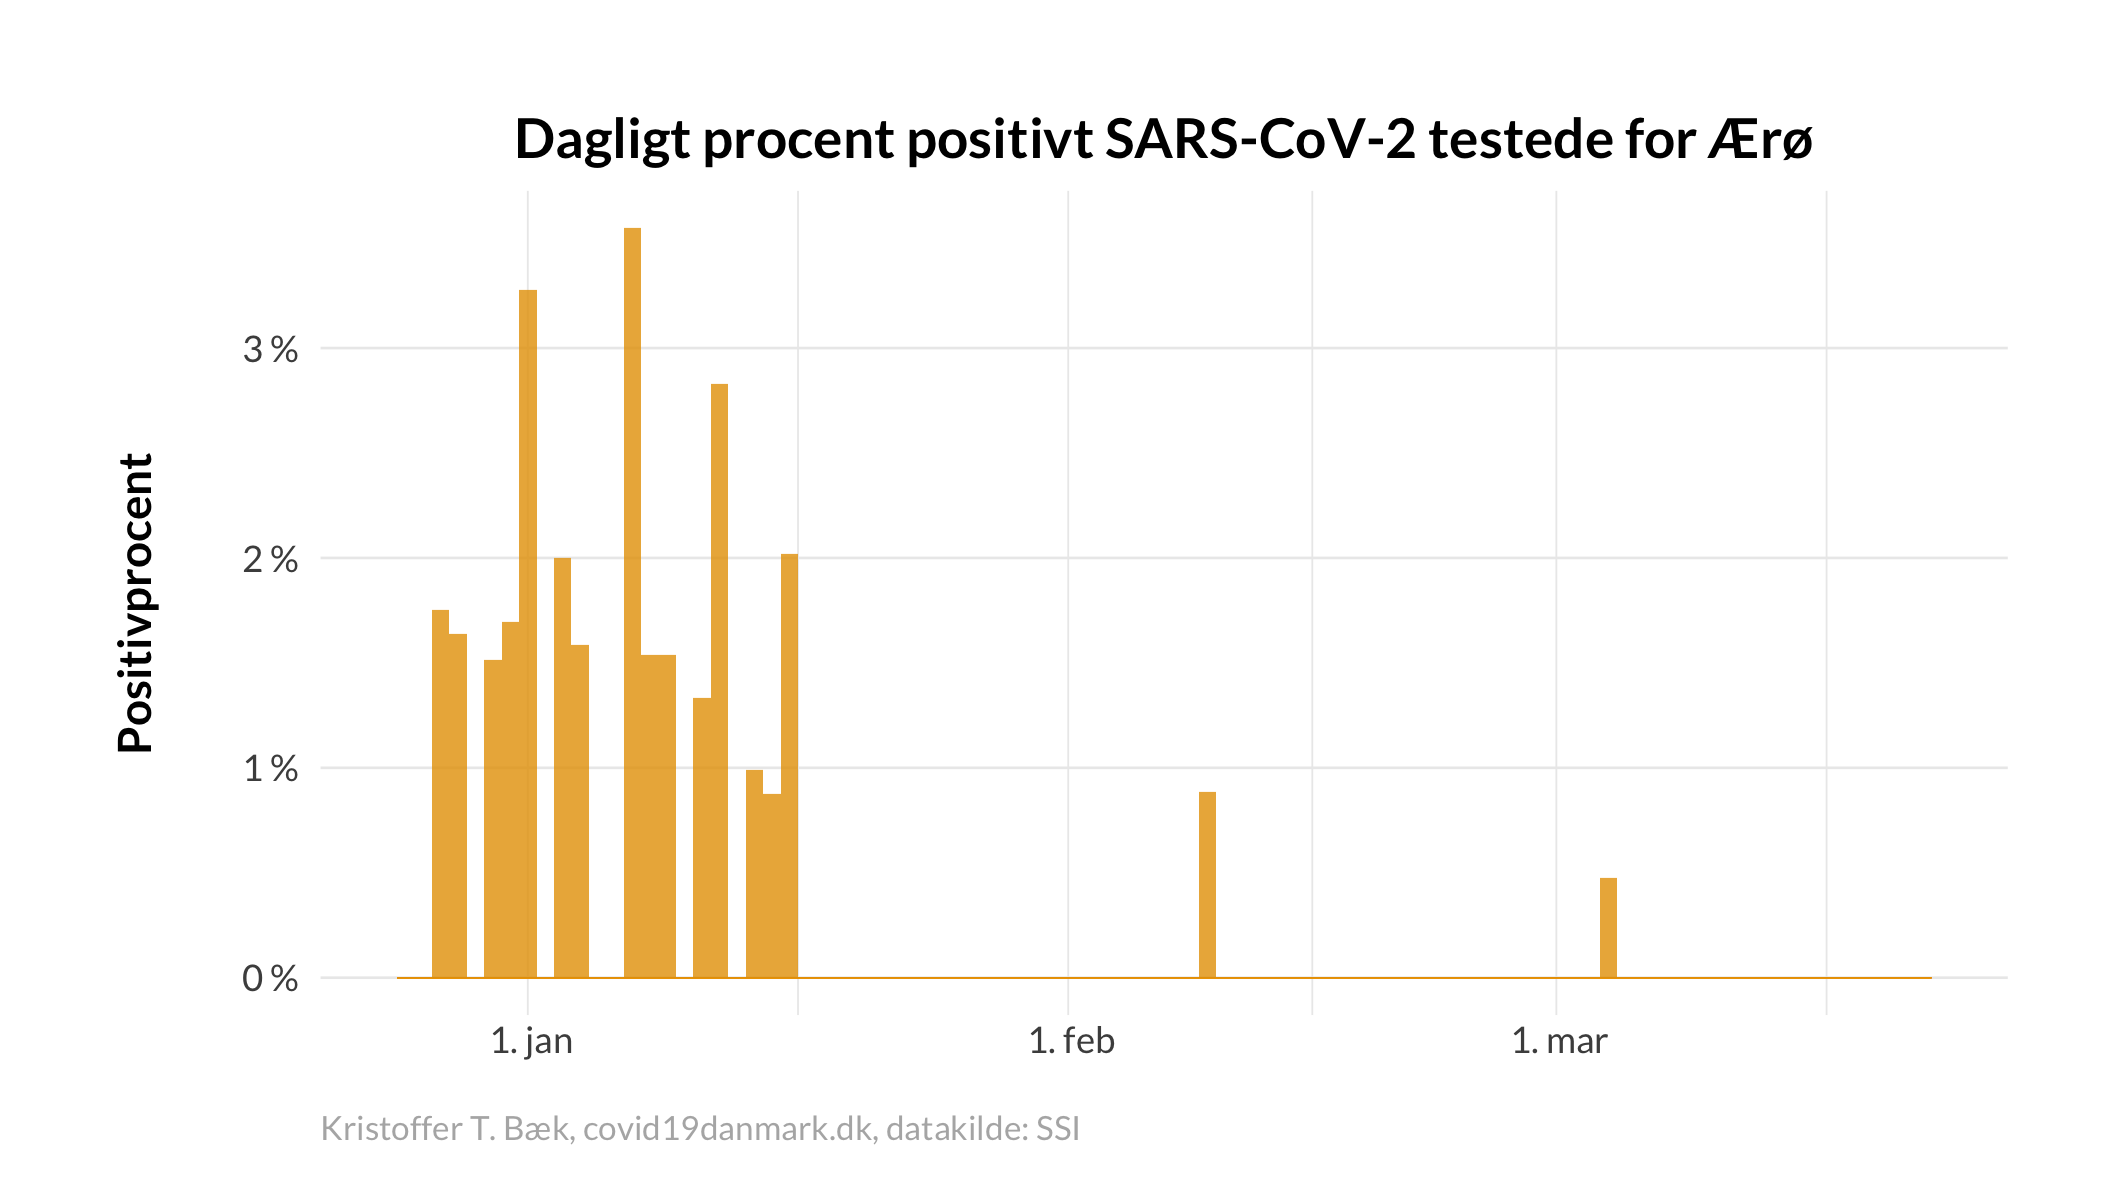 Dagligt procent positivt SARS-CoV-2 testede for Ærø
Positivprocent
3 %
2 %
1 %
0 %
1. jan
1. feb
1. mar
Kristoffer T. Bæk, covid19danmark.dk, datakilde: SSI